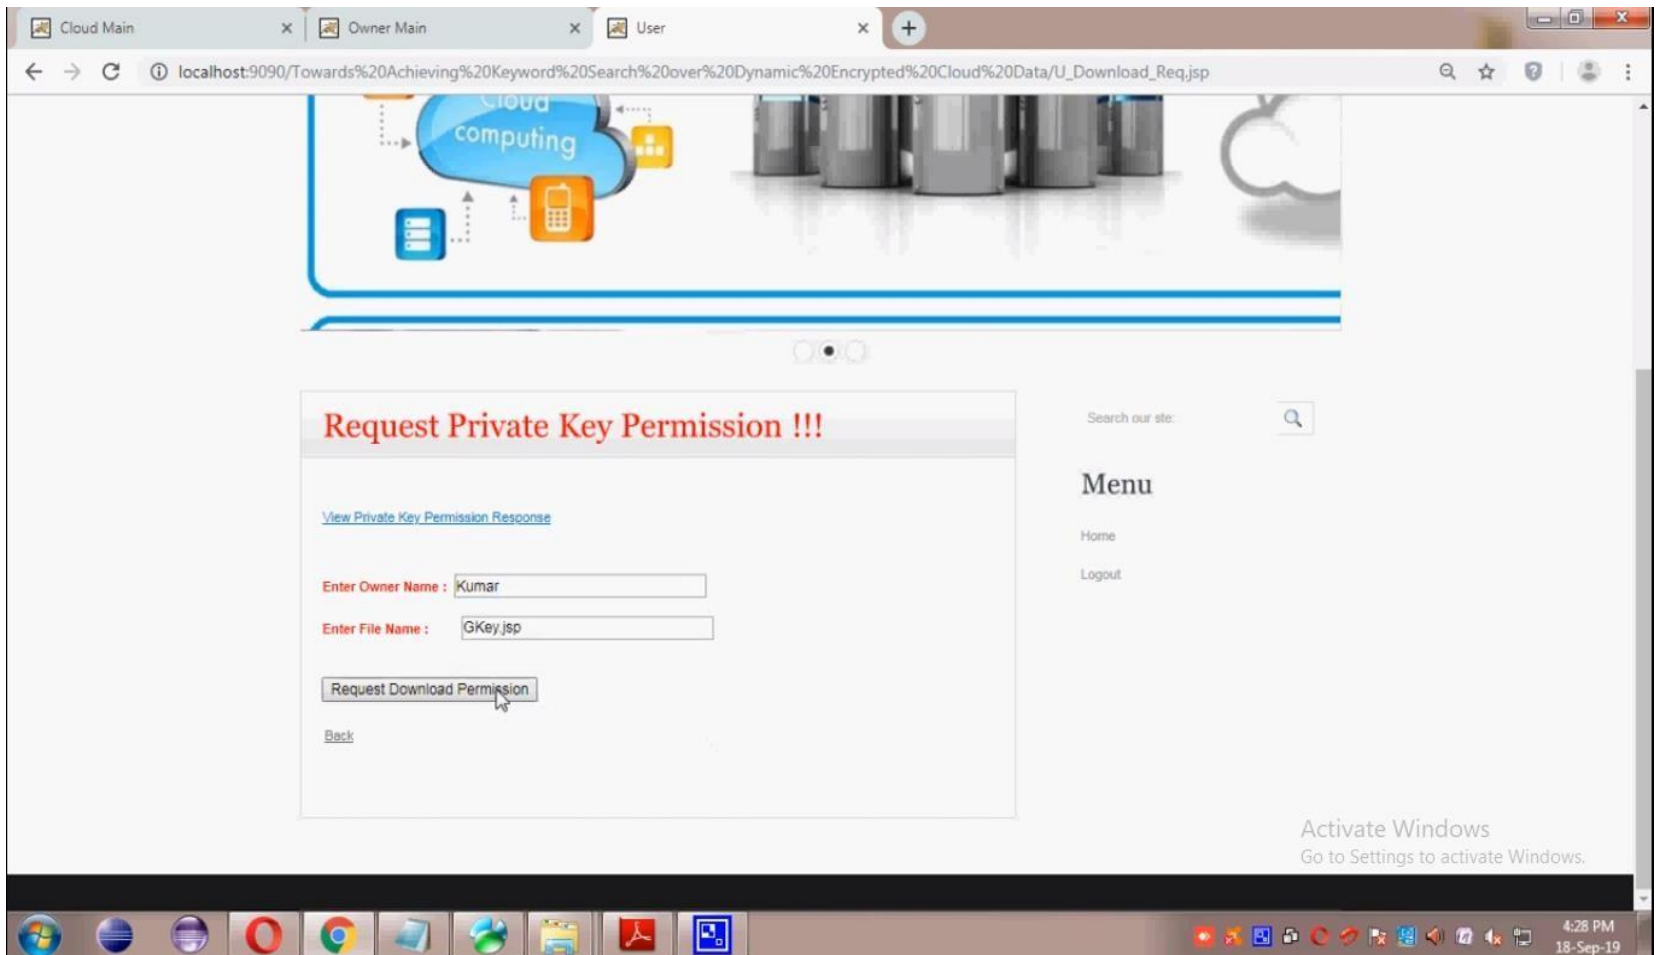 Cloud Main
Owner Main
User
localhost:9090/Towards%20Achieving%20Keyword%20Search%20over%20Dynamic%20Encrypted%20Cloud%20Data/U_Download_Req.jsp
Cloud
computing
Request Private Key Permission !!!
Search our ste:
Menu
View Private Key Permission Response
Home
Logout
Enter Owner Name : Kumar
Enter File Name : GKey.jsp
Request Download Permission
Back
Activate Windows
Go to Settings to activate Windows.
4:28 PM
18-Sep-19